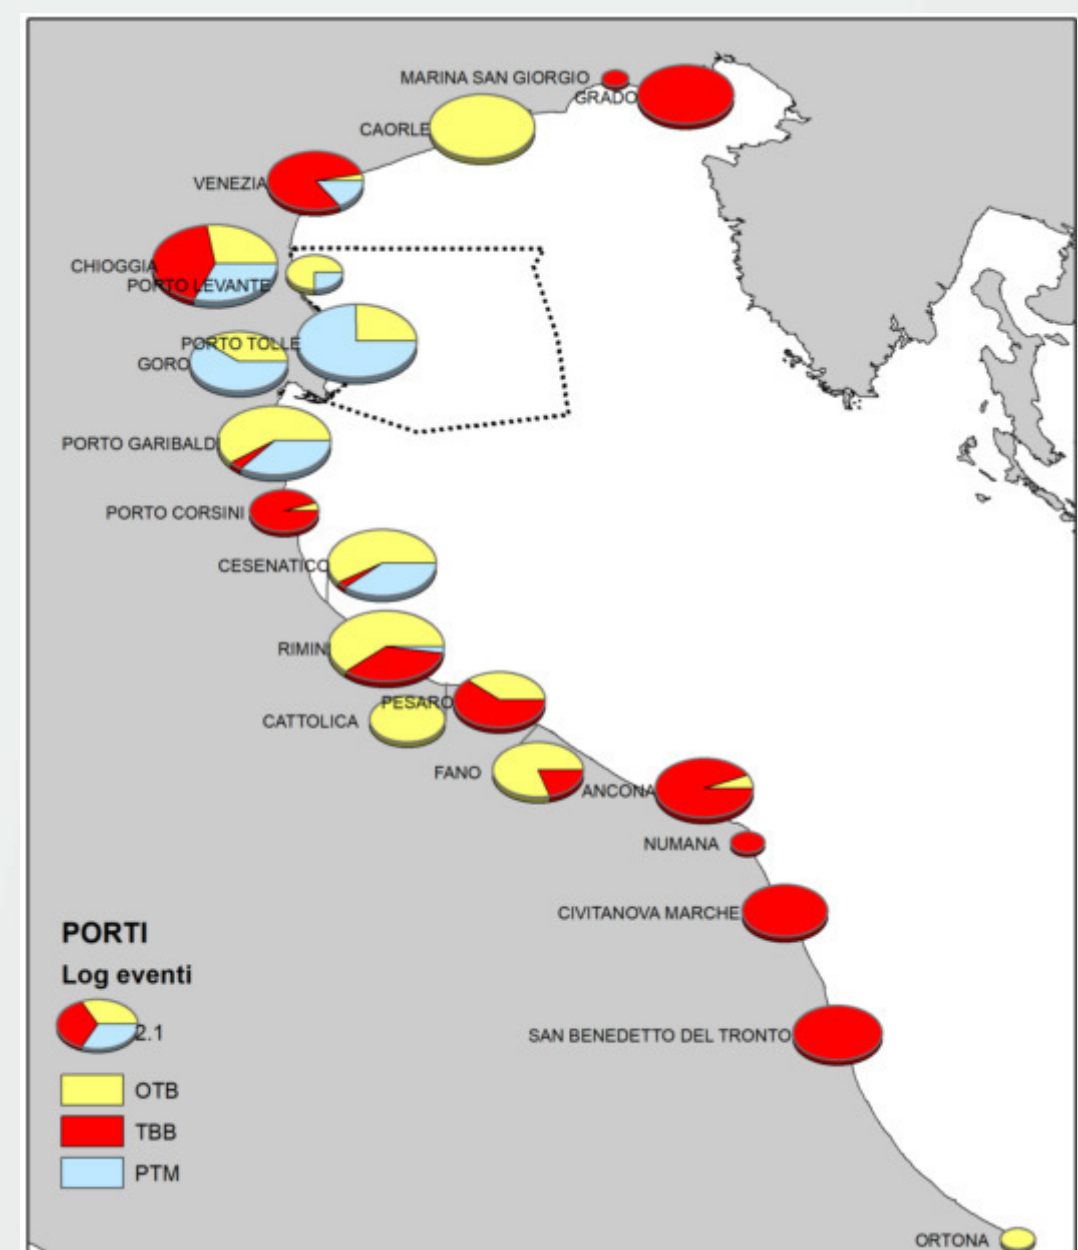 MARINA SAN GIORGIO
GRADO
CAORLE
VENEZIA
CHIOGGIA
PORTO LEVANTE
PORTO TOLLE
GORO
PORTO GARIBALDI
PORTO CORSINI
CESENATICO
RIMINI
PESARO
CATTOLICA
FANO
ANCONA
NUMANA
CIVITANOVA MARCHE
PORTI
Log eventi
2.1
SAN BENEDETTO DEL TRONTO
OTB
TBB
PTM
ORTONA